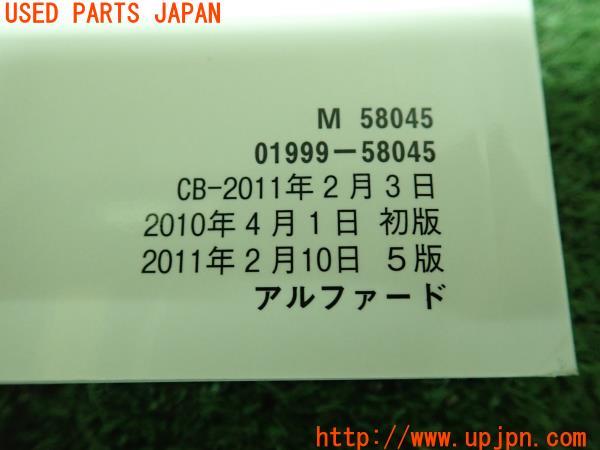 USED PARTS JAPAN
M 58045
01999−58045
CB-2011年2月3日
2010年4月1日 初版
2011年2月10日 5版
アルファード
http://www.upjpn.com